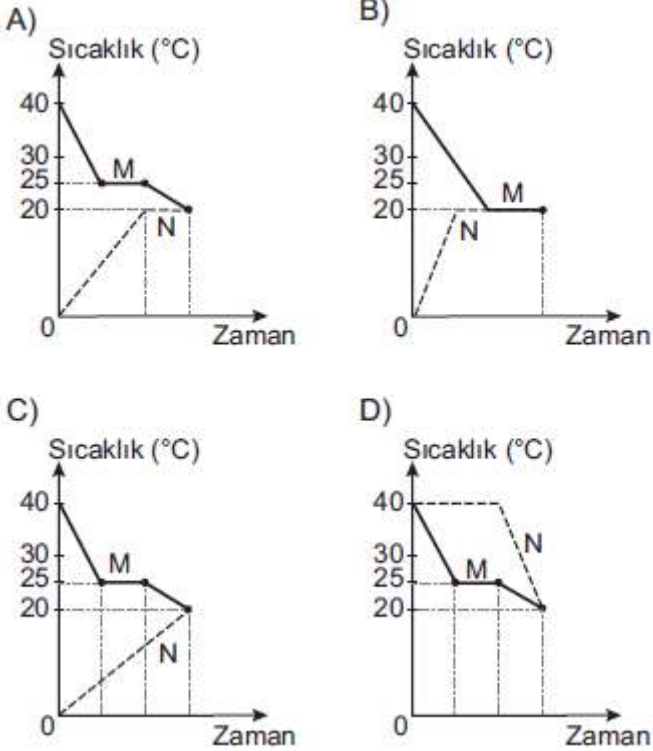 A)
Sıcaklık (°C)
40
30
25
20
0
M
N
Zaman
B)
Sıcaklık (°C)
40
30
25
20
0
M
N
Zaman
C)
Sıcaklık (°C)
40
30
25
20
0
M
N
Zaman
D)
Sıcaklık (°C)
40
30
25
20
0
M
N
Zaman